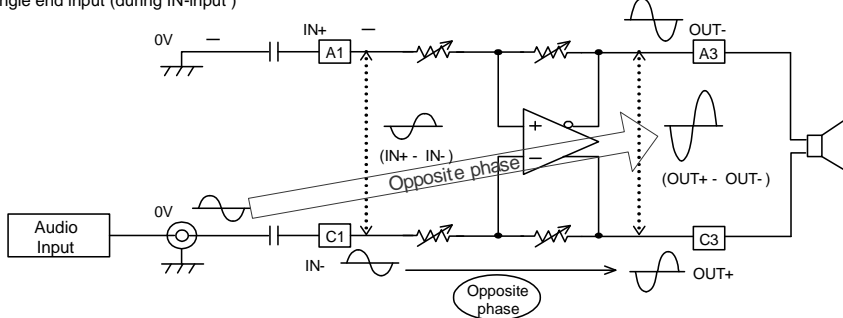 ngle end input (during IN-input )
0V
IN+
A1
OUT-
A3
+
−
(IN+ - IN-)
Opposite phase
(OUT+ - OUT-)
0V
Audio
Input
C1
C3
IN-
OUT+
Opposite
phase